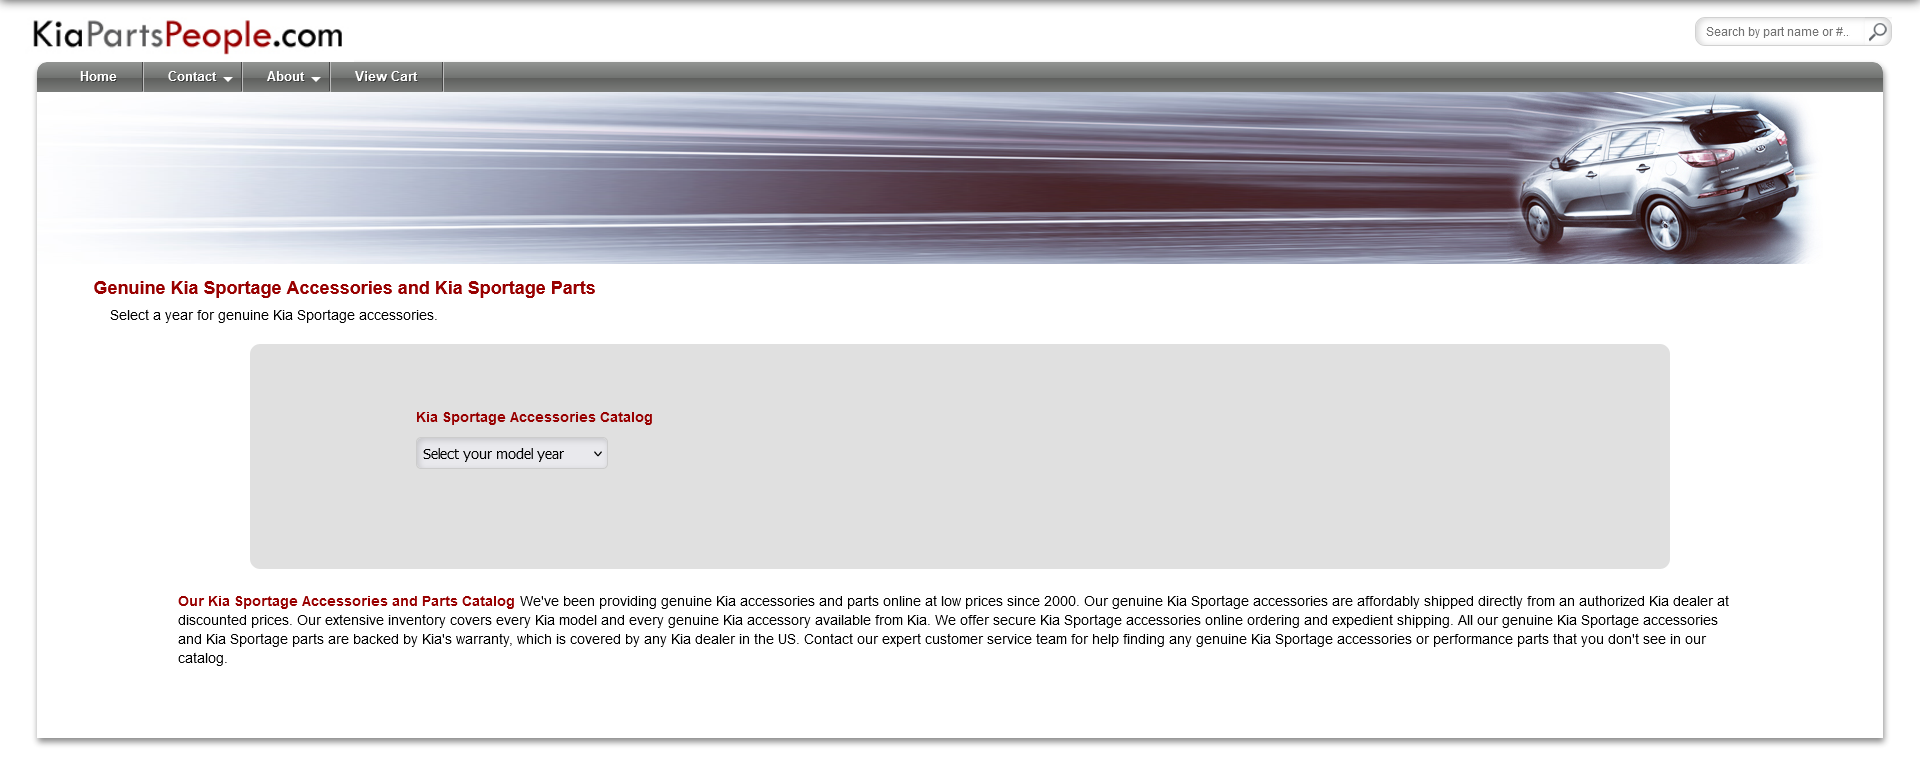 KiaPartsPeople.com
Search by part name or #..
Home
Contact
About
View Cart
Genuine Kia Sportage Accessories and Kia Sportage Parts
Select a year for genuine Kia Sportage accessories.
Kia Sportage Accessories Catalog
Select your model year
Our Kia Sportage Accessories and Parts Catalog We've been providing genuine Kia accessories and parts online at low prices since 2000. Our genuine Kia Sportage accessories are affordably shipped directly from an authorized Kia dealer at
discounted prices. Our extensive inventory covers every Kia model and every genuine Kia accessory available from Kia. We offer secure Kia Sportage accessories online ordering and expedient shipping. All our genuine Kia Sportage accessories
and Kia Sportage parts are backed by Kia's warranty, which is covered by any Kia dealer in the US. Contact our expert customer service team for help finding any genuine Kia Sportage accessories or performance parts that you don't see in our
catalog.